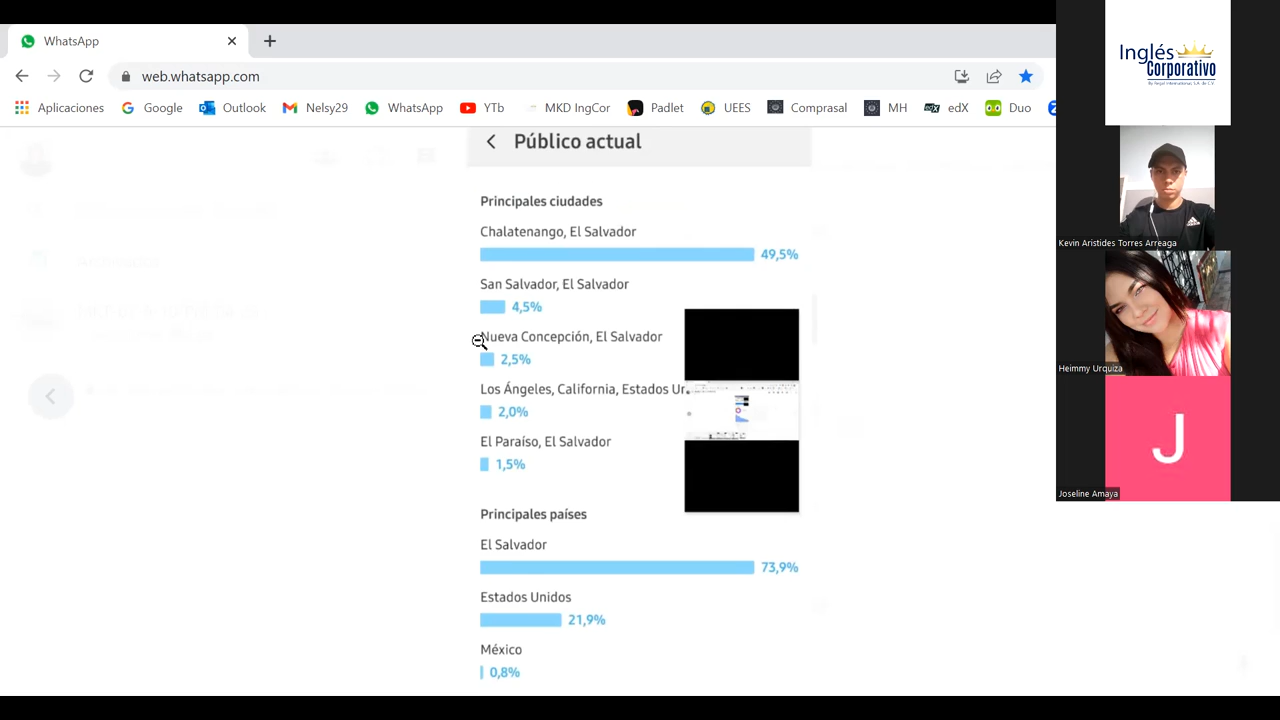 WhatsApp
web.whatsapp.com
Aplicaciones Google Outlook Nelsy29 WhatsApp YTb MKD IngCor Padlet UEES Comprasal MH edX Duo
Público actual
Principales ciudades
Chalatenango, El Salvador
49,5%
San Salvador, El Salvador
4,5%
Nueva Concepción, El Salvador
2,5%
Los Ángeles, California, Estados
2,0%
El Paraíso, El Salvador
1,5%
Principales países
El Salvador
73,9%
Estados Unidos
21,9%
México
0,8%
Inglés
Corporativo
Kevin Aristides Torres Arreaga
Heimmy Urquiza
J
Joseline Amaya